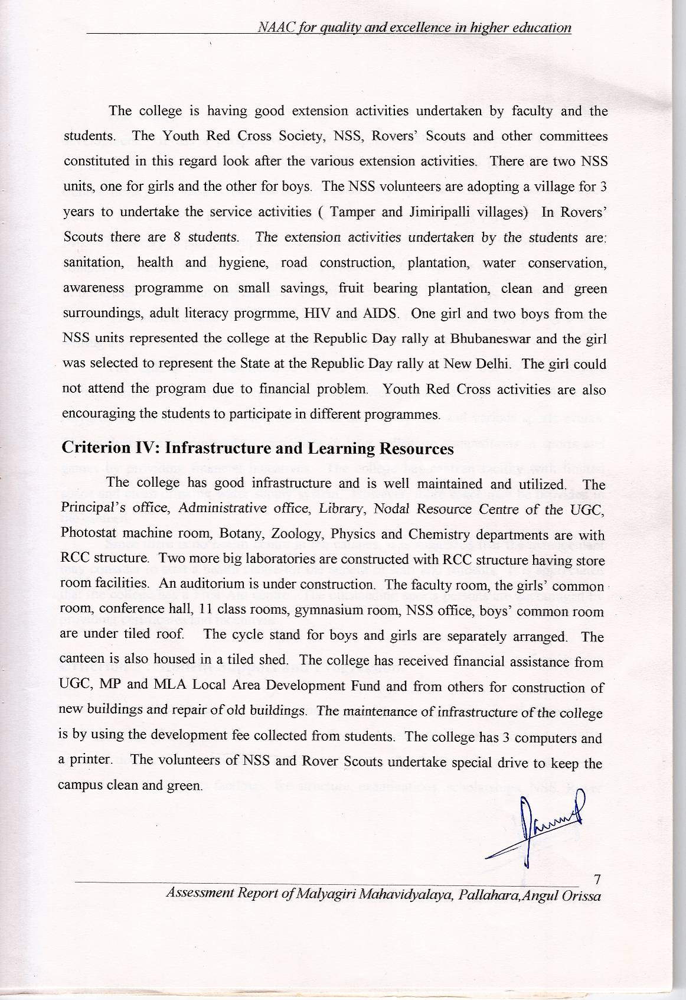 NAAC for quality and excellence in higher education
The college is having good extension activities undertaken by faculty and the
students. The Youth Red Cross Society, NSS, Rovers' Scouts and other committees
constituted in this regard look after the various extension activities. There are two NSS
units, one for girls and the other for boys. The NSS volunteers are adopting a village for 3
years to undertake the service activities ( Tamper and Jimiripalli villages) In Rovers'
Scouts there are 8 students. The extension activities undertaken by the students are:
sanitation, health and hygiene, road construction, plantation, water conservation,
awareness programme on small savings, fruit bearing plantation, clean and green
surroundings, adult literacy progrmme, HIV and AIDS. One girl and two boys from the
NSS units represented the college at the Republic Day rally at Bhubaneswar and the girl
was selected to represent the State at the Republic Day rally at New Delhi. The girl could
not attend the program due to financial problem. Youth Red Cross activities are also
encouraging the students to participate in different programmes.
Criterion IV: Infrastructure and Learning Resources
The college has good infrastructure and is well maintained and utilized. The
Principal's office, Administrative office, Library, Nodal Resource Centre of the UGC,
Photostat machine room, Botany, Zoology, Physics and Chemistry departments are with
RCC structure. Two more big laboratories are constructed with RCC structure having store
room facilities. An auditorium is under construction. The faculty room, the girls' common
room, conference hall, 11 class rooms, gymnasium room, NSS office, boys' common room
are under tiled roof. The cycle stand for boys and girls are separately arranged. The
canteen is also housed in a tiled shed. The college has received financial assistance from
UGC, MP and MLA Local Area Development Fund and from others for construction of
new buildings and repair of old buildings. The maintenance of infrastructure of the college
is by using the development fee collected from students. The college has 3 computers and
a printer. The volunteers of NSS and Rover Scouts undertake special drive to keep the
campus clean and green.
7
Assessment Report of Malyagiri Mahavidyalaya, Pallahara,Angul Orissa